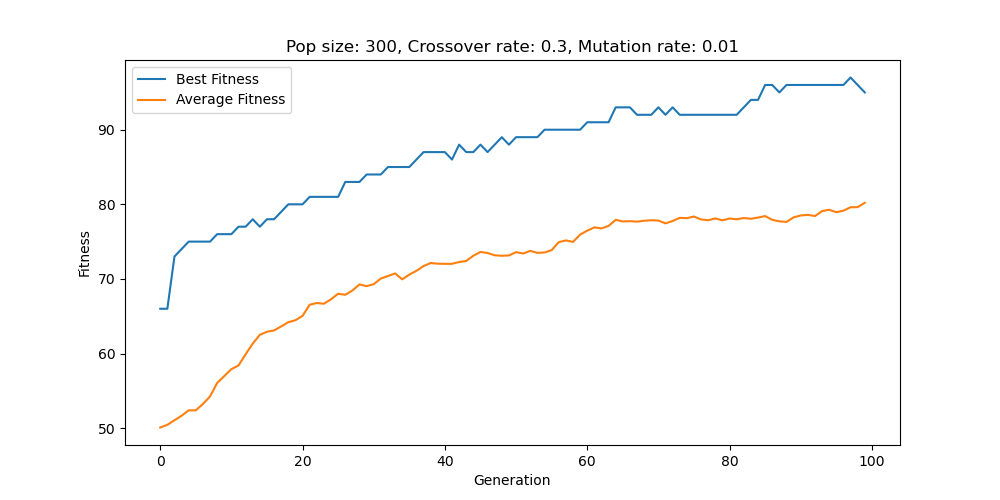 Pop size: 300, Crossover rate: 0.3, Mutation rate: 0.01
Best Fitness
Average Fitness
90
80
70
60
50
Fitness
0 20 40 60 80 100
Generation